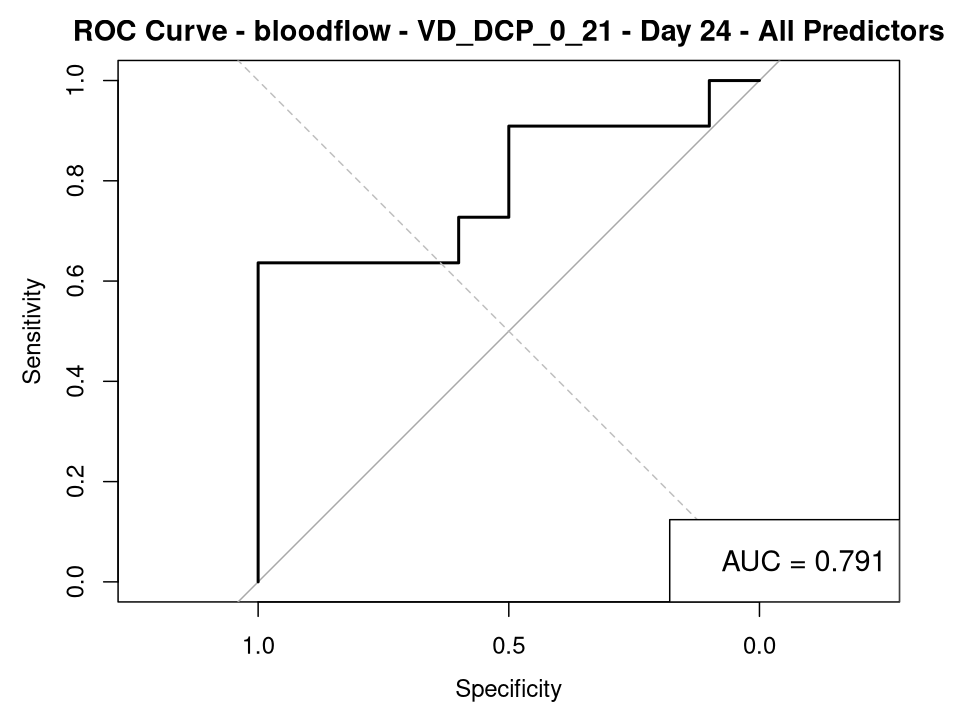 ROC Curve - bloodflow - VD_DCP_0_21 - Day 24 - All Predictors
Sensitivity
1.0
0.8
0.6
0.4
0.2
0.0
AUC = 0.791
1.0 0.5 0.0
Specificity